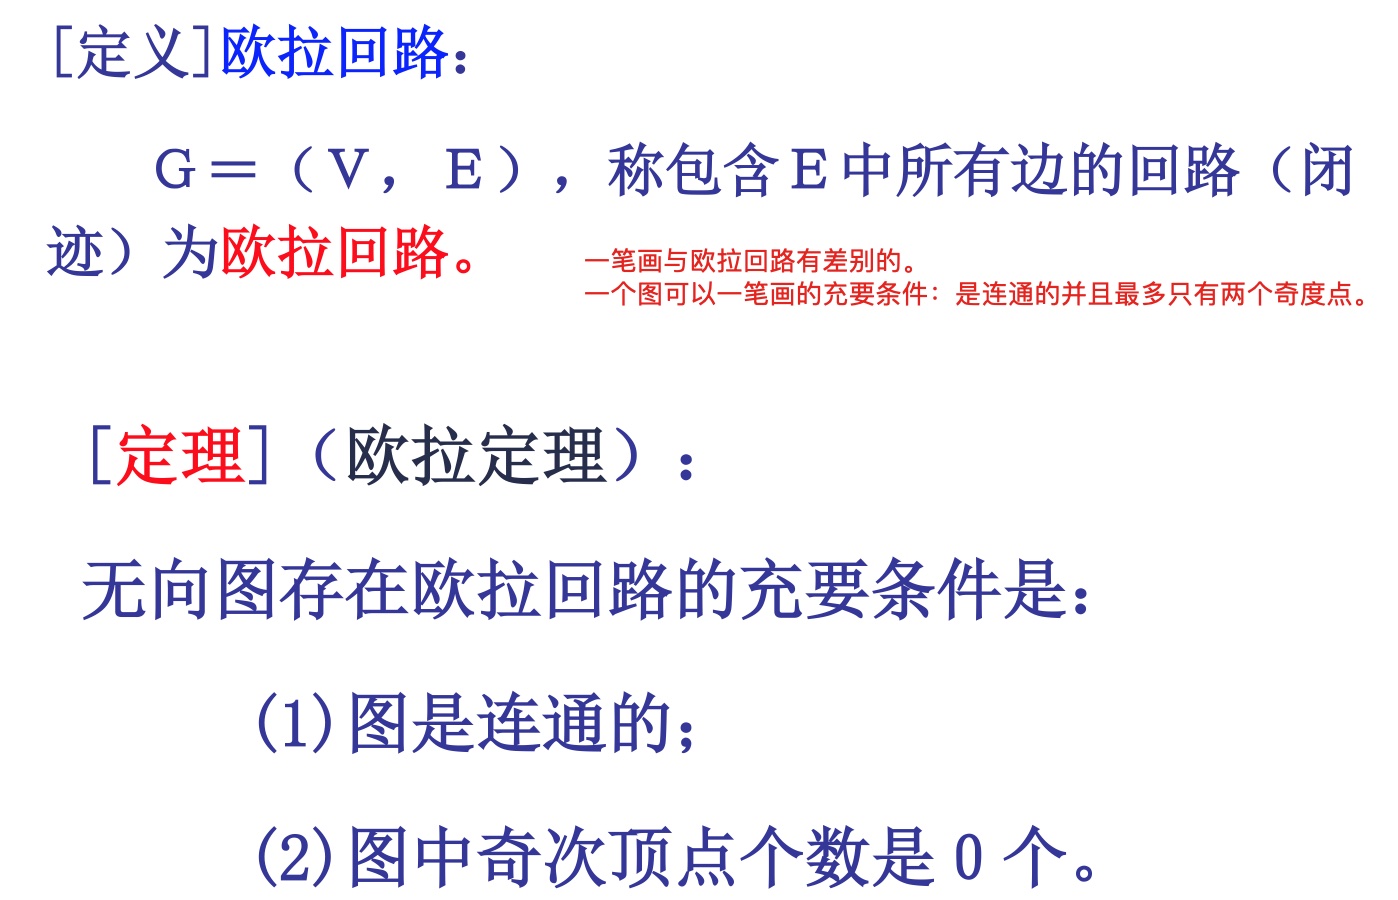 [定义]欧拉回路：
G＝（V，E），称包含E中所有边的回路（闭
迹）为欧拉回路。
一笔画与欧拉回路有差别的。
一个图可以一笔画的充要条件：是连通的并且最多只有两个奇度点。
[定理]（欧拉定理）：
无向图存在欧拉回路的充要条件是：
(1)图是连通的；
(2)图中奇次顶点个数是 0 个。